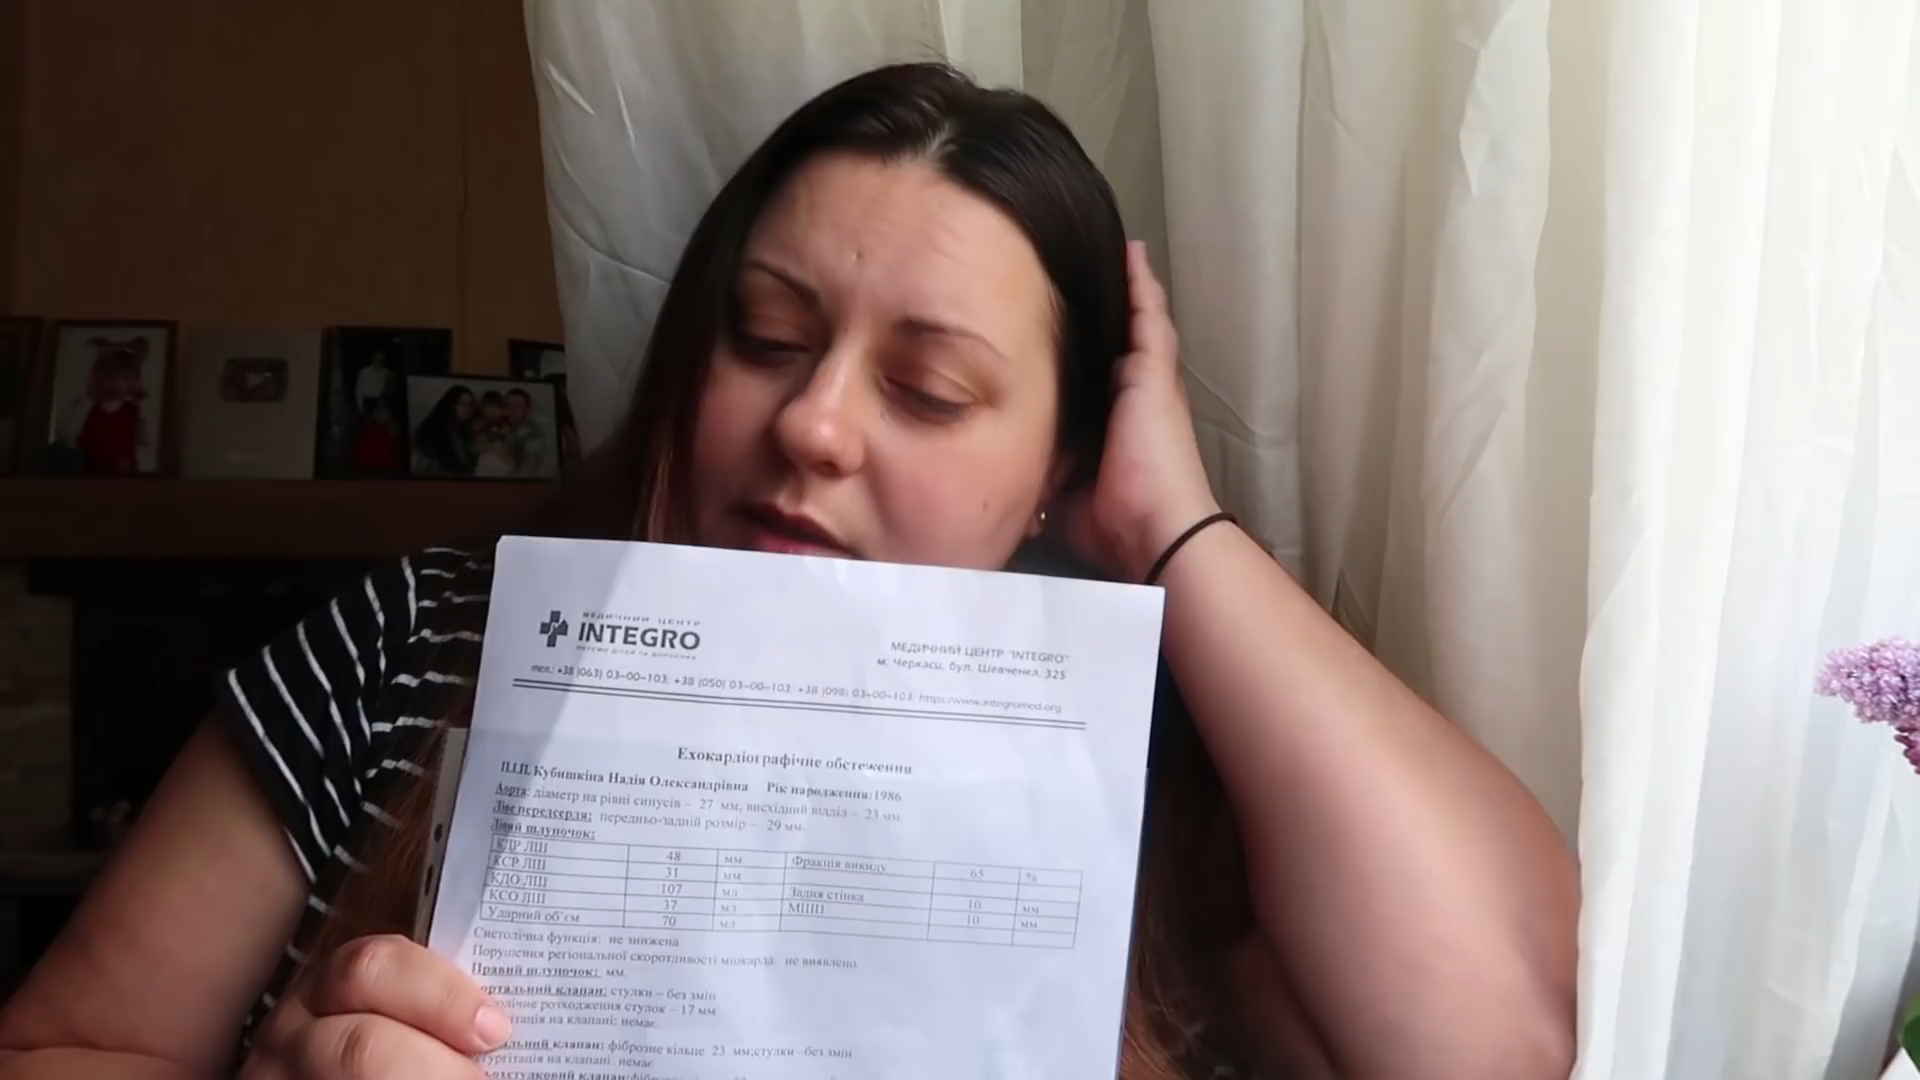 МЕДИЧНИЙ ЦЕНТР
INTEGRO
МЕДИЧНИЙ ЦЕНТР "INTEGRO"
м. Черкаси, бул. Шевченка, 325
тел.: +38 (063) 03-00-103; +38 (050) 03-00-103; +38 (098) 03-00-103; https://www.integromed.org
Ехокардіографічне обстеження
П.І.П. Кубишкіна Надія Олександрівна Рік народження:1986
Аорта: діаметр на рівні синусів – 27 мм, висхідний відділ – 23 мм.
Ліве передсердя: передньо-задній розмір – 29 мм.
Лівий шлуночок:
КДР ЛШ 48 мм Фракція викиду 65 %
КСР ЛШ 31 мм
КДО ЛШ 107 мл Задня стінка 10 мм
КСО ЛШ 37 мл МШП 10 мм
Ударний об'єм 70 мл
Систолічна функція: не знижена
Порушення регіональної скоротливості міокарда: не виявлено
Правий шлуночок: мм.
клапан: стулки – без змін
розходження стулок – 17 мм
на клапані: немає
клапан: фіброзне кільце 23 мм;стулки –без змін
на клапані: немає